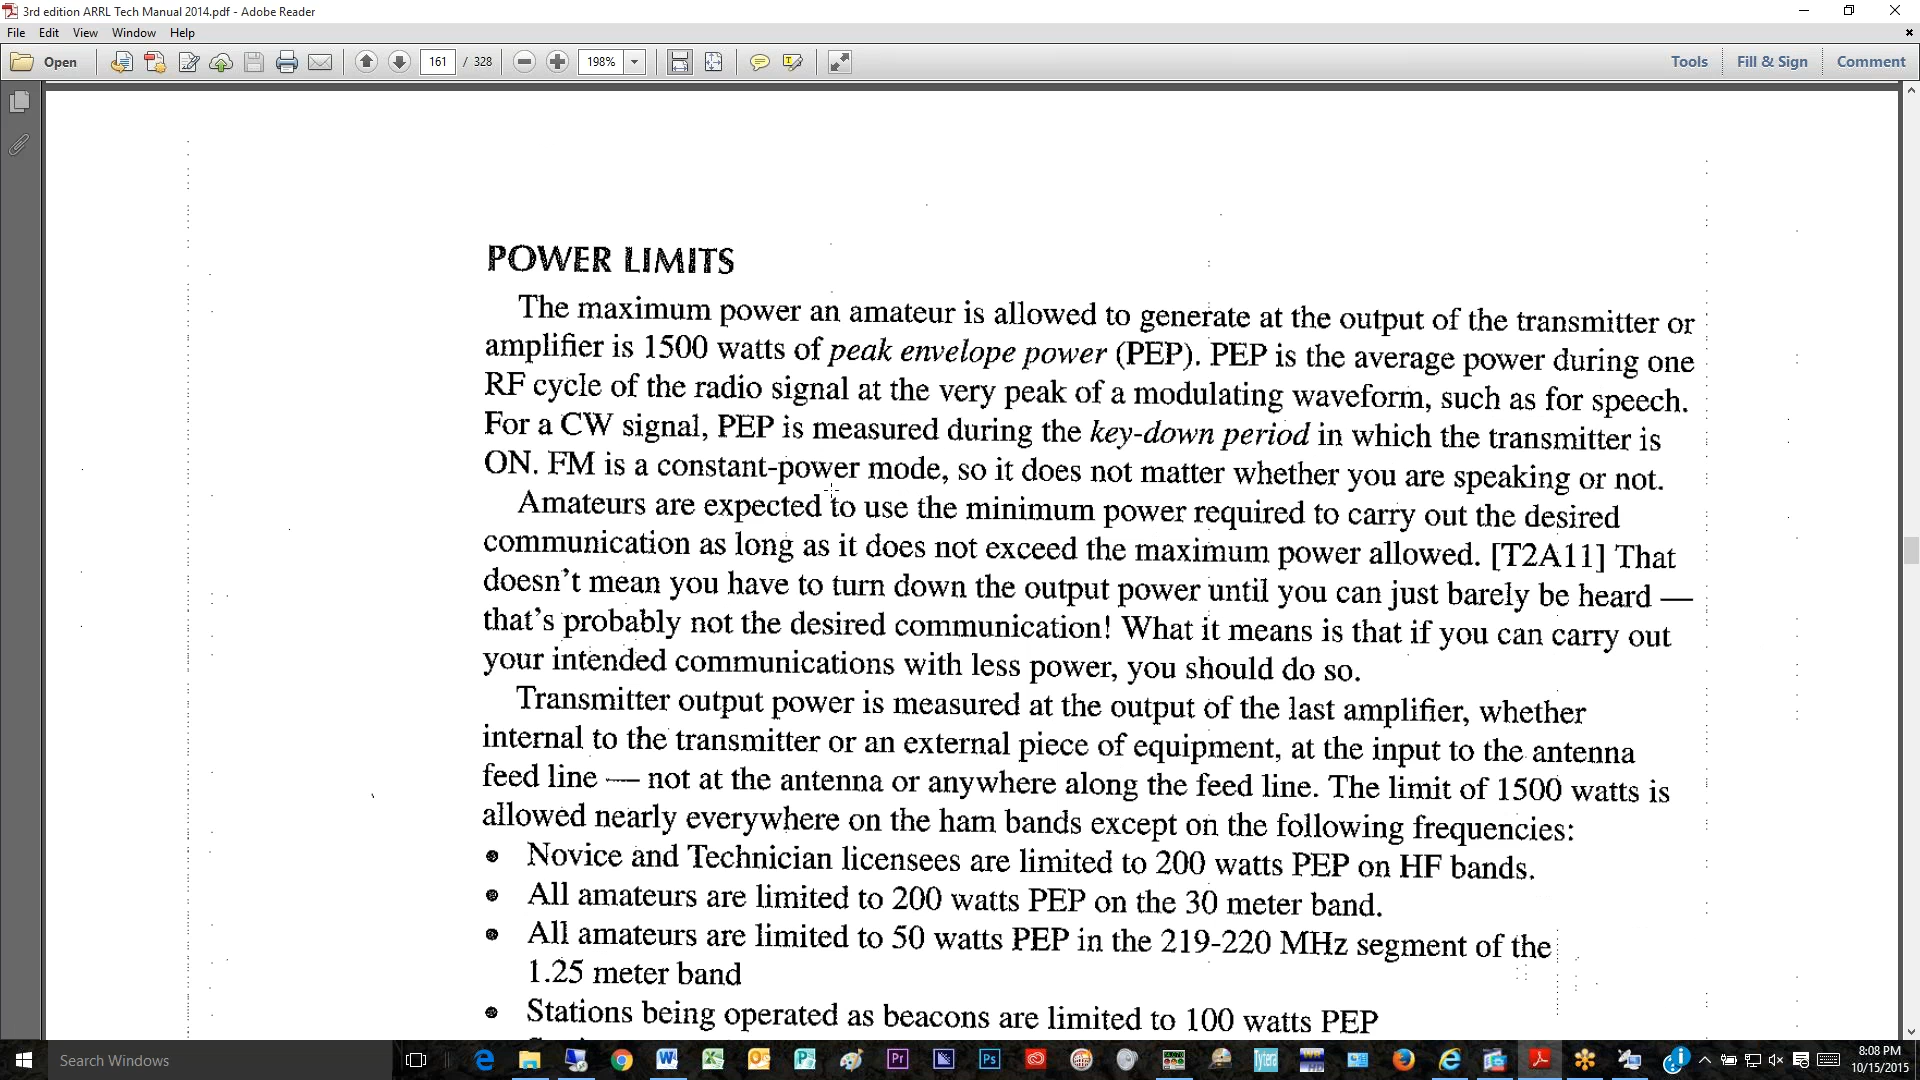 3rd edition ARRL Tech Manual 2014.pdf - Adobe Reader
File Edit View Window Help
Open 161 / 328 198% Tools Fill & Sign Comment
POWER LIMITS
The maximum power an amateur is allowed to generate at the output of the transmitter or
amplifier is 1500 watts of peak envelope power (PEP). PEP is the average power during one
RF cycle of the radio signal at the very peak of a modulating waveform, such as for speech.
For a CW signal, PEP is measured during the key-down period in which the transmitter is
ON. FM is a constant-power mode, so it does not matter whether you are speaking or not.
Amateurs are expected to use the minimum power required to carry out the desired
communication as long as it does not exceed the maximum power allowed. [T2A11] That
doesn't mean you have to turn down the output power until you can just barely be heard —
that's probably not the desired communication! What it means is that if you can carry out
your intended communications with less power, you should do so.
Transmitter output power is measured at the output of the last amplifier, whether
internal to the transmitter or an external piece of equipment, at the input to the antenna
feed line — not at the antenna or anywhere along the feed line. The limit of 1500 watts is
allowed nearly everywhere on the ham bands except on the following frequencies:
• Novice and Technician licensees are limited to 200 watts PEP on HF bands.
• All amateurs are limited to 200 watts PEP on the 30 meter band.
• All amateurs are limited to 50 watts PEP in the 219-220 MHz segment of the
1.25 meter band
• Stations being operated as beacons are limited to 100 watts PEP
Search Windows
Pr
Ps
Tytera
8:08 PM
10/15/2015